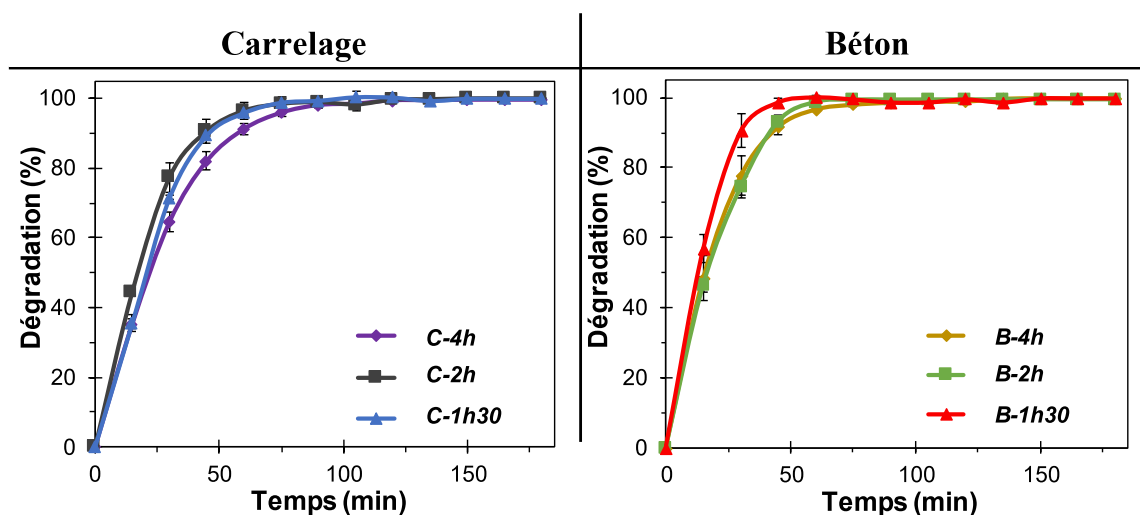 Carrelage
Béton
Dégradation (%)
100
80
60
40
20
0
0
50
100
150
Temps (min)
C-4h
C-2h
C-1h30
Dégradation (%)
100
80
60
40
20
0
0
50
100
150
Temps (min)
B-4h
B-2h
B-1h30